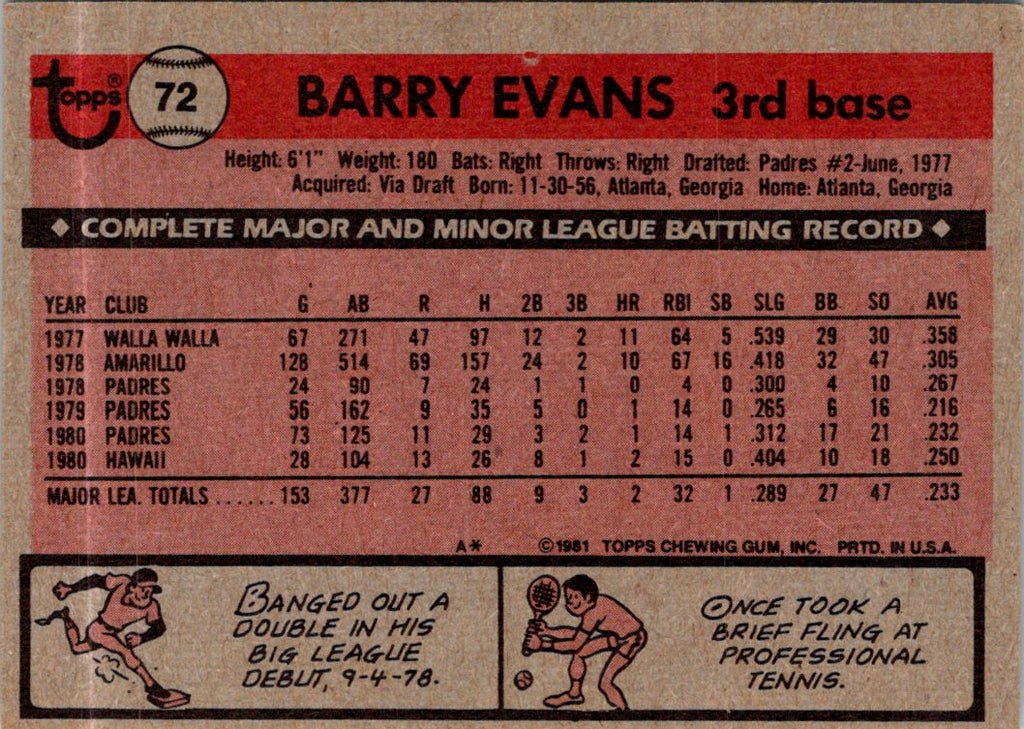 Topps® 72 BARRY EVANS 3rd base
Height: 6'1" Weight: 180 Bats: Right Throws: Right Drafted: Padres #2-June, 1977
Acquired: Via Draft Born: 11-30-56, Atlanta, Georgia Home: Atlanta, Georgia
◆ COMPLETE MAJOR AND MINOR LEAGUE BATTING RECORD ◆
YEAR CLUB G AB R H 2B 3B HR RBI SB SLG BB SO AVG
1977 WALLA WALLA 67 271 47 97 12 2 11 64 5 .539 29 30 .358
1978 AMARILLO 128 514 69 157 24 2 10 67 16 .418 32 47 .305
1978 PADRES 24 90 7 24 1 1 0 4 0 .300 4 10 .267
1979 PADRES 56 162 9 35 5 0 1 14 0 .265 6 16 .216
1980 PADRES 73 125 11 29 3 2 1 14 1 .312 17 21 .232
1980 HAWAII 28 104 13 26 8 1 2 15 0 .404 10 18 .250
MAJOR LEA. TOTALS ...... 153 377 27 88 9 3 2 32 1 .289 27 47 .233
A* ©1981 TOPPS CHEWING GUM, INC. PRTD. IN U.S.A.
BANGED OUT A
DOUBLE IN HIS
BIG LEAGUE
DEBUT, 9-4-78.
ONCE TOOK A
BRIEF FLING AT
PROFESSIONAL
TENNIS.